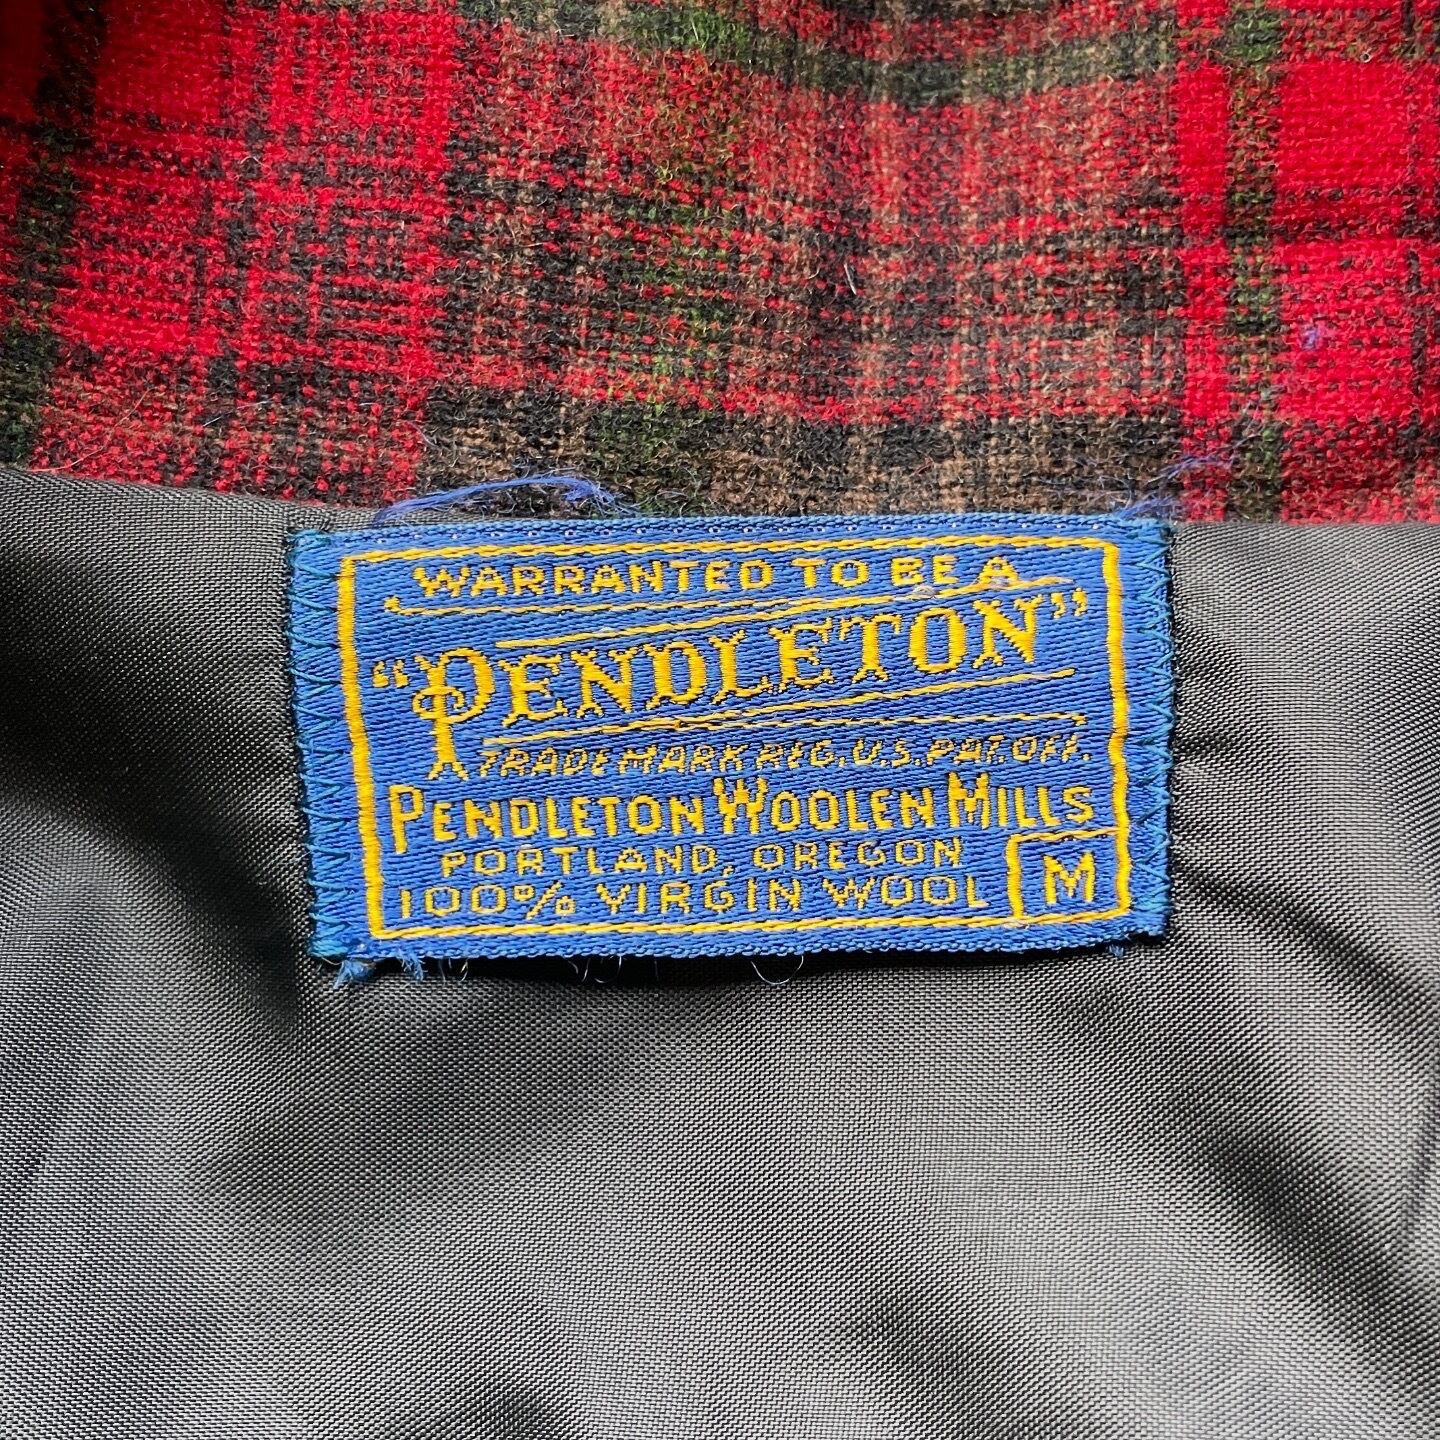 WARRANTED TO BE A
"PENDLETON"
TRADE MARK REG. U.S. PAT. OFF.
PENDLETON WOOLEN MILLS
PORTLAND, OREGON
100% VIRGIN WOOL M